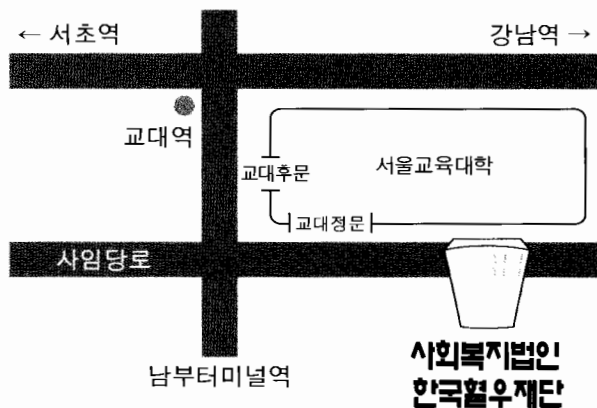 ← 서초역
강남역 →
교대역
교대후문
서울교육대학
교대정문
사임당로
남부터미널역
사회복지법인
한국혈우재단